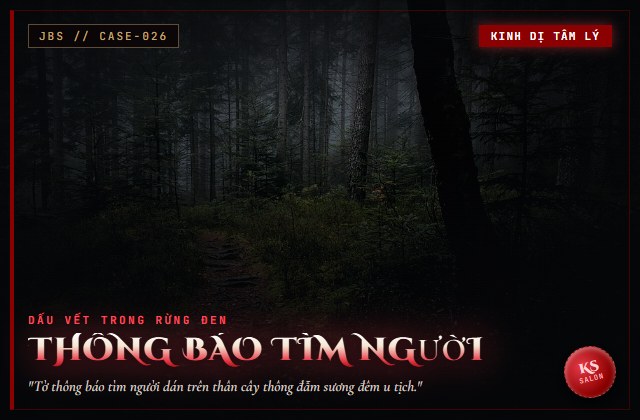 JBS // CASE-026
KINH DỊ TÂM LÝ
DẤU VẾT TRONG RỪNG ĐEN
THÔNG BÁO TÌM NGƯỜI
"Tờ thông báo tìm người dán trên thân cây thông đẫm sương đêm u tịch."
KS
SALON